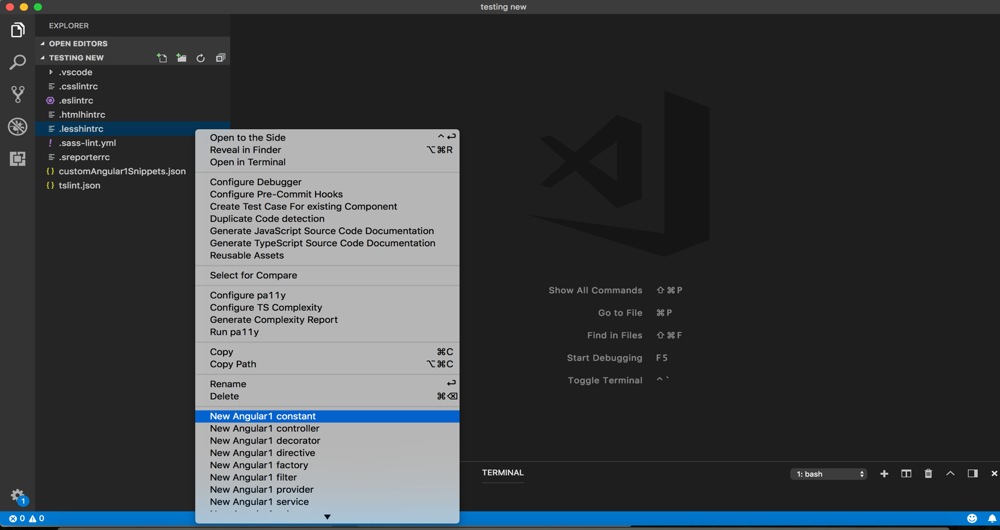 testing new
EXPLORER
OPEN EDITORS
TESTING NEW
.vscode
.csslintrc
.eslintrc
.htmlhintrc
.lesshintrc
! .sass-lint.yml
.sreporterrc
{} customAngular1Snippets.json
{} tslint.json
Open to the Side ^↩
Reveal in Finder ⌥⌘R
Open in Terminal
Configure Debugger
Configure Pre-Commit Hooks
Create Test Case For existing Component
Duplicate Code detection
Generate JavaScript Source Code Documentation
Generate TypeScript Source Code Documentation
Reusable Assets
Select for Compare
Configure pa11y
Configure TS Complexity
Generate Complexity Report
Run pa11y
Copy ⌘C
Copy Path ⌥⌘C
Rename ↩
Delete ⌘⌫
New Angular1 constant
New Angular1 controller
New Angular1 decorator
New Angular1 directive
New Angular1 factory
New Angular1 filter
New Angular1 provider
New Angular1 service
Show All Commands ⇧⌘P
Go to File ⌘P
Find in Files ⇧⌘F
Start Debugging F5
Toggle Terminal ^`
TERMINAL
1: bash
1
0 0